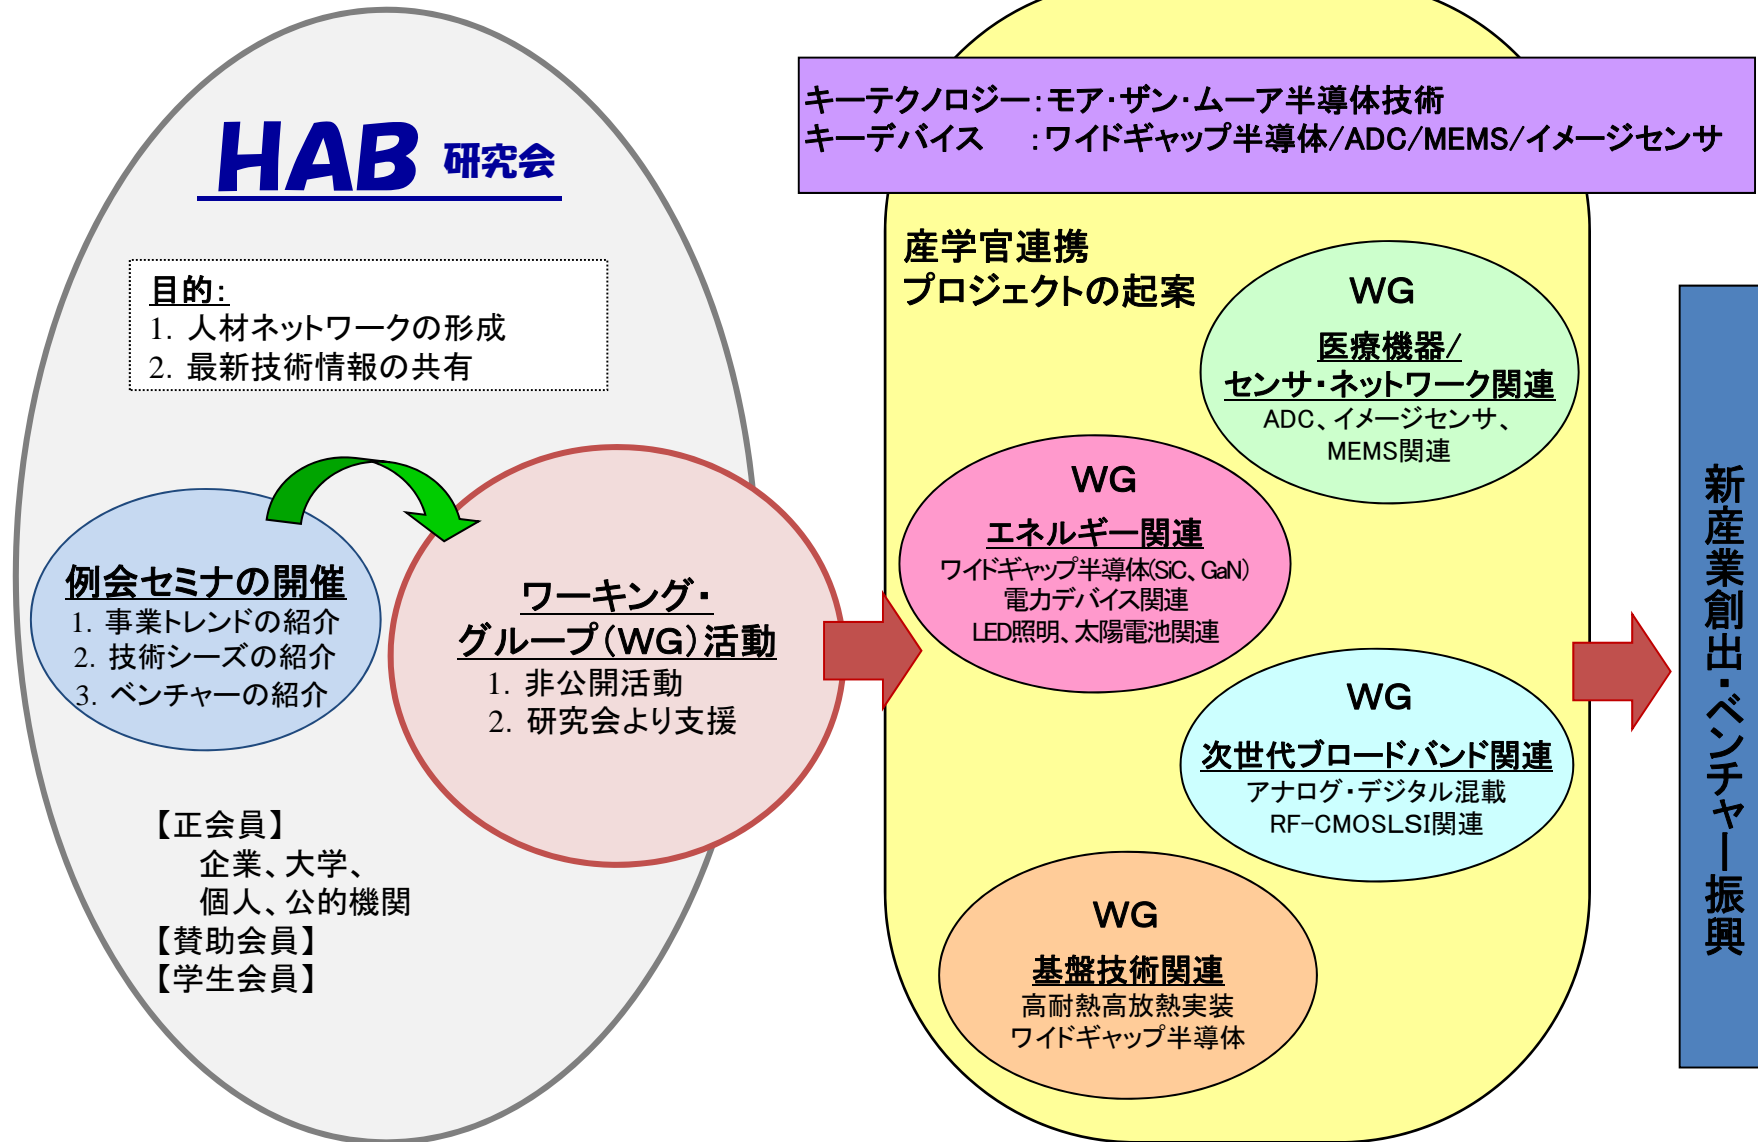 HAB 研究会
目的:
1. 人材ネットワークの形成
2. 最新技術情報の共有
例会セミナの開催
1. 事業トレンドの紹介
2. 技術シーズの紹介
3. ベンチャーの紹介
ワーキング・
グループ(WG)活動
1. 非公開活動
2. 研究会より支援
【正会員】
企業、大学、
個人、公的機関
【賛助会員】
【学生会員】
キーテクノロジー:モア・ザン・ムーア半導体技術
キーデバイス :ワイドギャップ半導体/ADC/MEMS/イメージセンサ
産学官連携
プロジェクトの起案
WG
医療機器/
センサ・ネットワーク関連
ADC、イメージセンサ、
MEMS関連
WG
エネルギー関連
ワイドギャップ半導体(SiC、GaN)
電力デバイス関連
LED照明、太陽電池関連
WG
次世代ブロードバンド関連
アナログ・デジタル混載
RF-CMOSLSI関連
WG
基盤技術関連
高耐熱高放熱実装
ワイドギャップ半導体
新産業創出・ベンチャー振興